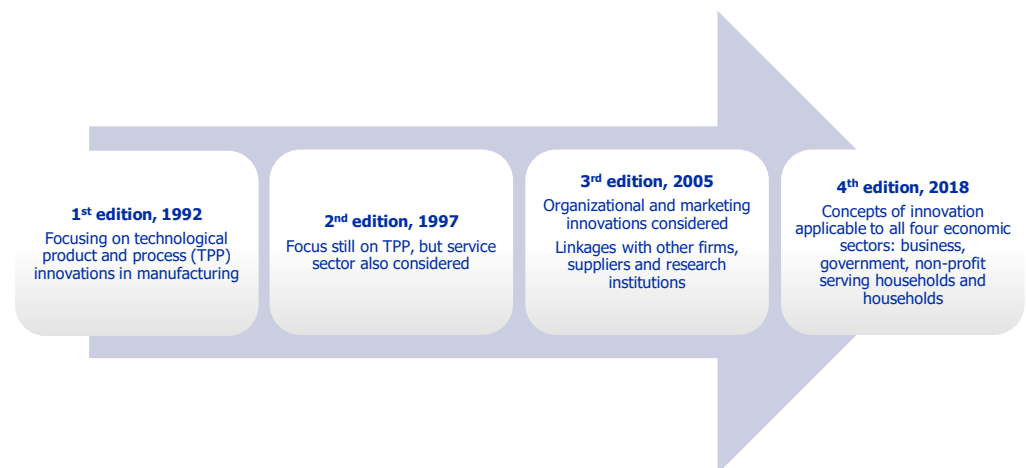 1st edition, 1992
Focusing on technological
product and process (TPP)
innovations in manufacturing
2nd edition, 1997
Focus still on TPP, but service
sector also considered
3rd edition, 2005
Organizational and marketing
innovations considered
Linkages with other firms,
suppliers and research
institutions
4th edition, 2018
Concepts of innovation
applicable to all four economic
sectors: business,
government, non-profit
serving households and
households